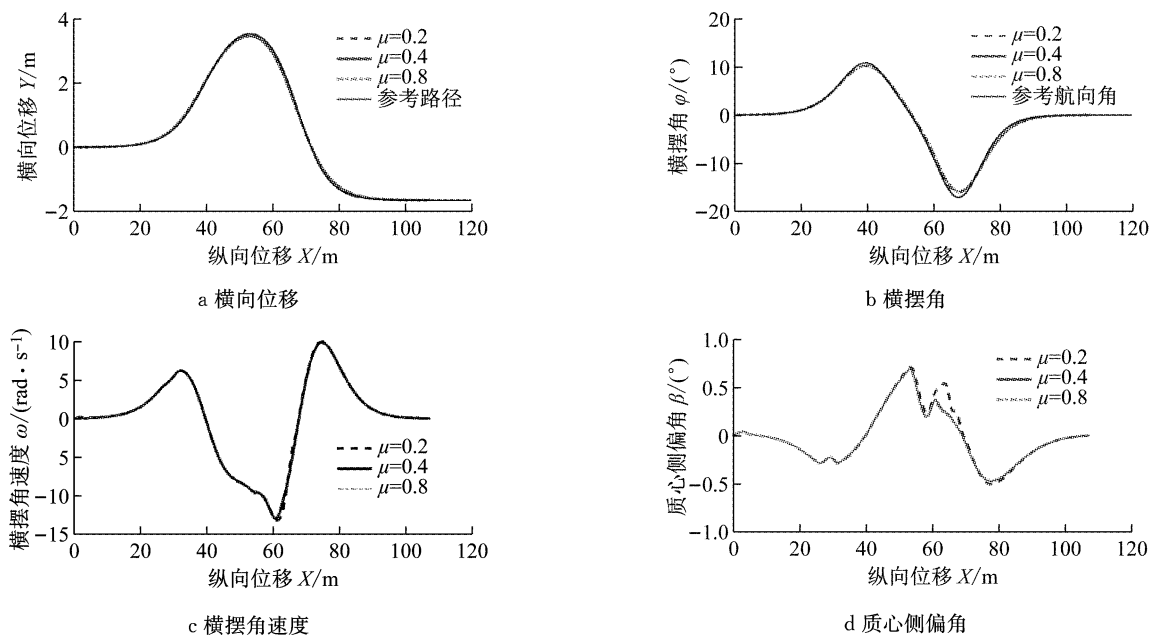 4
2
0
−2
横向位移 Y/m
μ=0.2
μ=0.4
μ=0.8
参考路径
0 20 40 60 80 100 120
纵向位移 X/m
a 横向位移
20
10
0
−10
−20
横摆角 φ/(°)
μ=0.2
μ=0.4
μ=0.8
参考航向角
0 20 40 60 80 100 120
纵向位移 X/m
b 横摆角
10
5
0
5
−10
−15
横摆角速度 ω/(rad·s⁻¹)
μ=0.2
μ=0.4
μ=0.8
0 20 40 60 80 100 120
纵向位移 X/m
c 横摆角速度
1.0
0.5
0
−0.5
−1.0
质心侧偏角 β/(°)
μ=0.2
μ=0.4
μ=0.8
0 20 40 60 80 100 120
纵向位移 X/m
d 质心侧偏角